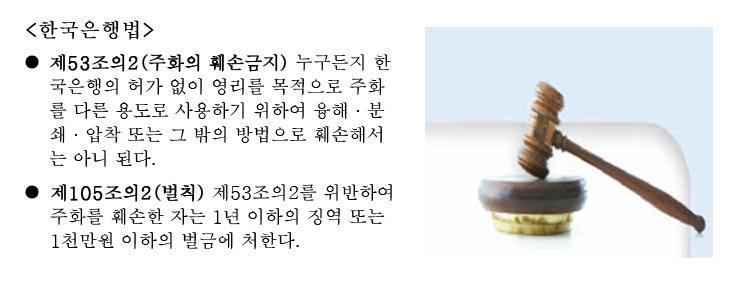 <한국은행법>
● 제53조의2(주화의 훼손금지) 누구든지 한
국은행의 허가 없이 영리를 목적으로 주화
를 다른 용도로 사용하기 위하여 융해·분
쇄·압착 또는 그 밖의 방법으로 훼손해서
는 아니 된다.
● 제105조의2(벌칙) 제53조의2를 위반하여
주화를 훼손한 자는 1년 이하의 징역 또는
1천만원 이하의 벌금에 처한다.